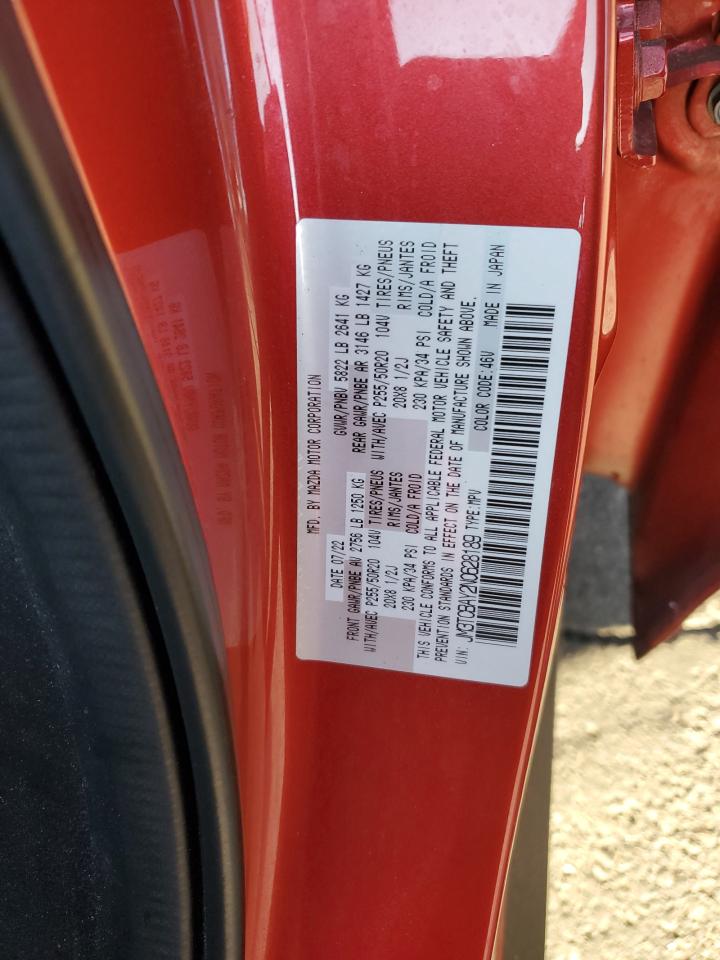 MFD. BY MAZDA MOTOR CORPORATION
DATE 07/22 GVWR/PNBV 5822 LB 2641 KG
FRONT GAWR/PNBE AV 2756 LB 1250 KG REAR GAWR/PNBE AR 3146 LB 1427 KG
WITH/AVEC P255/50R20 104V TIRES/PNEUS WITH/AVEC P255/50R20 104V TIRES/PNEUS
20X8 1/2J RIMS/JANTES 20X8 1/2J RIMS/JANTES
230 KPA/34 PSI COLD/A FROID 230 KPA/34 PSI COLD/A FROID
THIS VEHICLE CONFORMS TO ALL APPLICABLE FEDERAL MOTOR VEHICLE SAFETY AND THEFT
PREVENTION STANDARDS IN EFFECT ON THE DATE OF MANUFACTURE SHOWN ABOVE.
VIN: JM3TCBAY2N0628189 TYPE:MPV COLOR CODE:46V MADE IN JAPAN